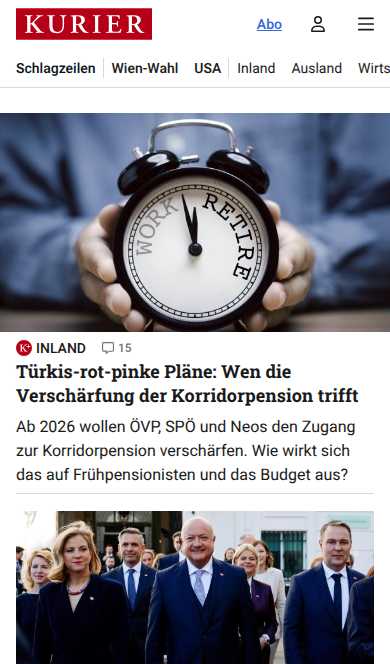 KURIER
Abo
Schlagzeilen Wien-Wahl USA Inland Ausland Wirts
WORK RETIRE
K+ INLAND 15
Türkis-rot-pinke Pläne: Wen die
Verschärfung der Korridorpension trifft
Ab 2026 wollen ÖVP, SPÖ und Neos den Zugang
zur Korridorpension verschärfen. Wie wirkt sich
das auf Frühpensionisten und das Budget aus?